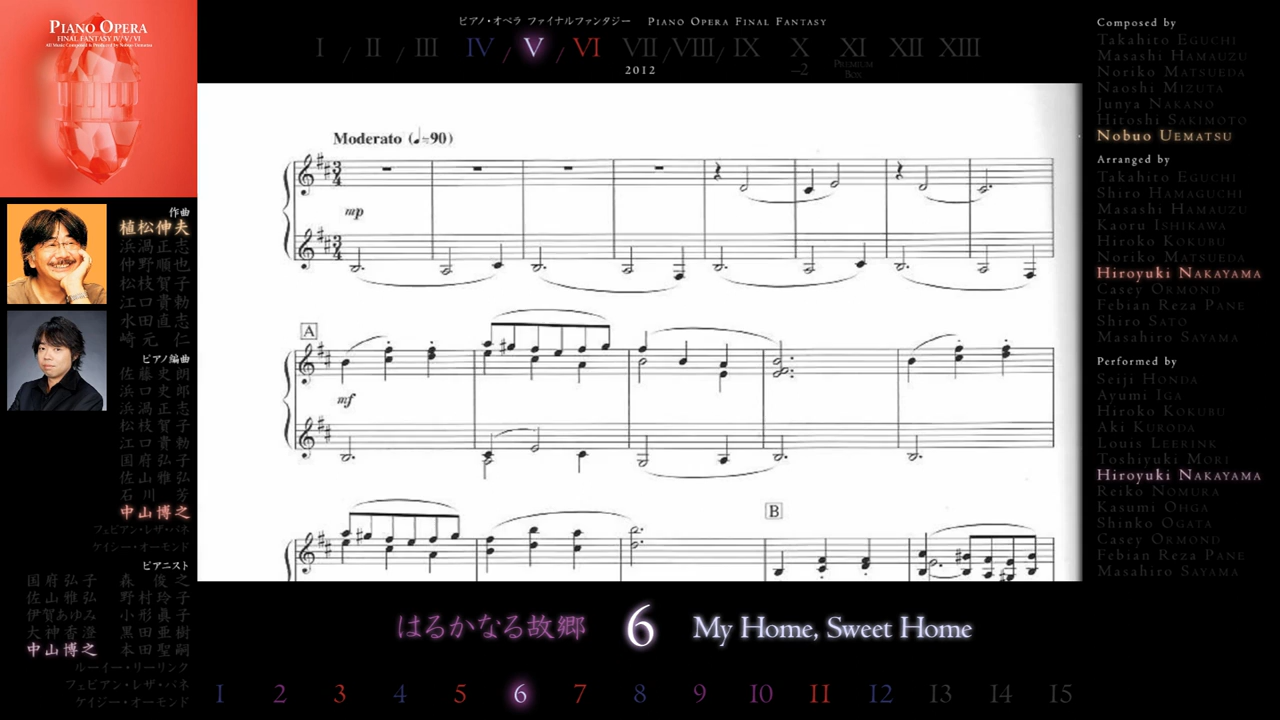 PIANO OPERA
FINAL FANTASY IV/V/VI
All Music Composed & Produced by Nobuo Uematsu
ピアノ・オペラ ファイナルファンタジー PIANO OPERA FINAL FANTASY
I / II / III IV / V / VI VII / VIII / IX X -2 XI PREMIUM BOX XII XIII
2012
作曲
植松伸夫
浜渦正志
仲野順也
松枝賀子
江口貴勅
水田直志
崎元 仁
ピアノ編曲
佐藤史朗
浜口史郎
浜渦正志
松枝賀子
江口貴勅
国府弘子
佐山雅弘
石川 芳
中山博之
フェビアン・レザ・パネ
ケイシー・オーモンド
ピアニスト
国府弘子 森 俊之
佐山雅弘 野村玲子
伊賀あゆみ 小形眞子
大神香澄 黒田亜樹
中山博之 本田聖嗣
ルーイー・リーリンク
フェビアン・レザ・パネ
ケイジー・オーモンド
Moderato (♩≒90)
3 4
mp
3 4
A
mf
B
Composed by
Takahito EGUCHI
Masashi HAMAUZU
Noriko MATSUEDA
Naoshi MIZUTA
Junya NAKANO
Hitoshi SAKIMOTO
Nobuo UEMATSU
Arranged by
Takahito EGUCHI
Shiro HAMAGUCHI
Masashi HAMAUZU
Kaoru ISHIKAWA
Hiroko KOKUBU
Noriko MATSUEDA
Hiroyuki NAKAYAMA
Casey ORMOND
Febian Reza PANE
Shiro SATO
Masahiro SAYAMA
Performed by
Seiji HONDA
Ayumi IGA
Hiroko KOKUBU
Aki KURODA
Louis LEERINK
Toshiyuki MORI
Hiroyuki NAKAYAMA
Reiko NOMURA
Kasumi OHGA
Shinko OGATA
Casey ORMOND
Febian Reza PANE
Masahiro SAYAMA
はるかなる故郷 6 My Home, Sweet Home
1 2 3 4 5 6 7 8 9 10 11 12 13 14 15